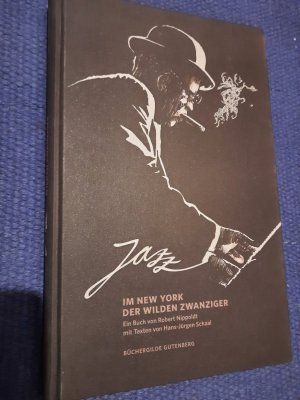 Jazz
IM NEW YORK
DER WILDEN ZWANZIGER
Ein Buch von Robert Nippoldt
mit Texten von Hans-Jürgen Schaal
BÜCHERGILDE GUTENBERG